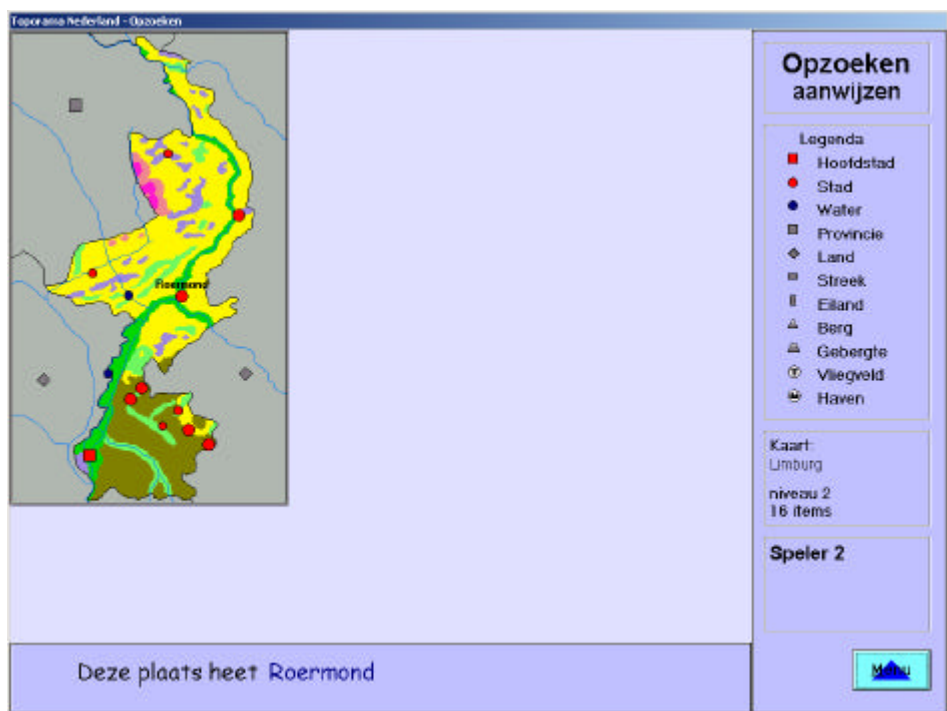 Toporama Nederland - Opzoeken
Roermond
Opzoeken
aanwijzen
Legenda
Hoofdstad
Stad
Water
Provincie
Land
Streek
Eiland
Berg
Gebergte
Vliegveld
Haven
Kaart:
Limburg
niveau 2
16 items
Speler 2
Menu
Deze plaats heet Roermond